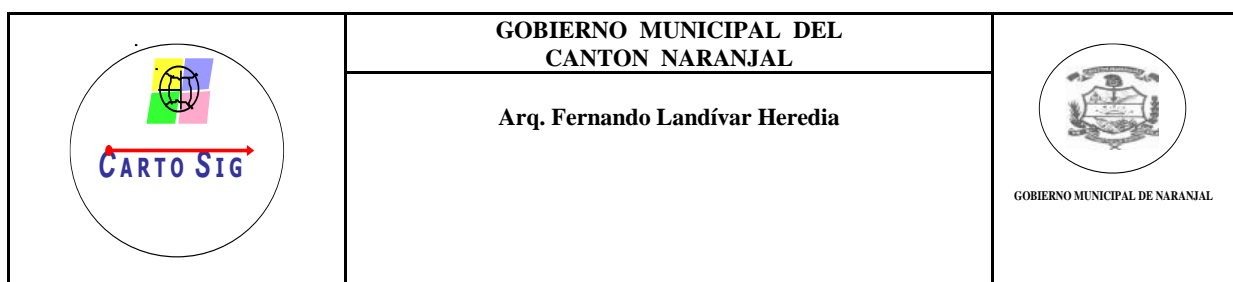 CARTO SIG
GOBIERNO MUNICIPAL DEL
CANTON NARANJAL
Arq. Fernando Landívar Heredia
GOBIERNO MUNICIPAL DE NARANJAL